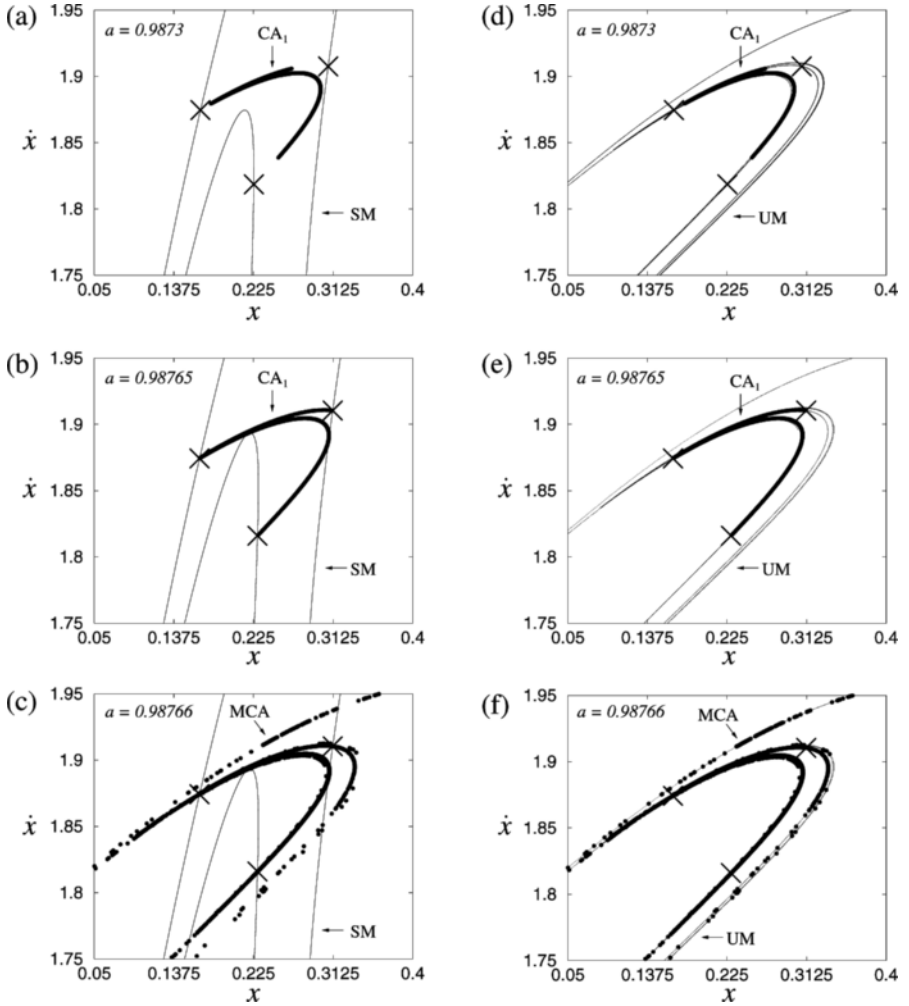 (a)
a = 0.9873
CA₁
SM
1.95
1.9
1.85
1.8
1.75
ẋ
0.05 0.1375 0.225 0.3125 0.4
x
(d)
a = 0.9873
CA₁
UM
1.95
1.9
1.85
1.8
1.75
ẋ
0.05 0.1375 0.225 0.3125 0.4
x
(b)
a = 0.98765
CA₁
SM
1.95
1.9
1.85
1.8
1.75
ẋ
0.05 0.1375 0.225 0.3125 0.4
x
(e)
a = 0.98765
CA₁
UM
1.95
1.9
1.85
1.8
1.75
ẋ
0.05 0.1375 0.225 0.3125 0.4
x
(c)
a = 0.98766
MCA
SM
1.95
1.9
1.85
1.8
1.75
ẋ
0.05 0.1375 0.225 0.3125 0.4
x
(f)
a = 0.98766
MCA
UM
1.95
1.9
1.85
1.8
1.75
ẋ
0.05 0.1375 0.225 0.3125 0.4
x